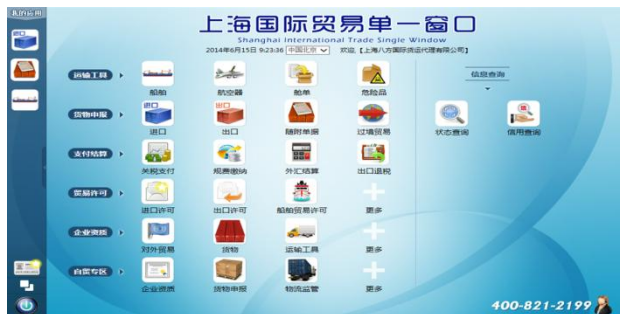 我的应用
上海国际贸易单一窗口
Shanghai International Trade Single Window
2014年6月15日 9:23:36 中国北京 欢迎,【上海八方国际货运代理有限公司】
进口
运输工具
船舶
航空器
舱单
危险品
信息查询
货物申报
进口
进口
出口
出口
随附单据
过境贸易
状态查询
信用查询
支付结算
关税支付
规费缴纳
外汇结算
出口退税
贸易许可
进口许可
出口许可
船舶贸易许可
更多
企业资质
对外贸易
货物
运输工具
更多
自贸专区
企业资质
货物申报
物流监管
更多
400-821-2199